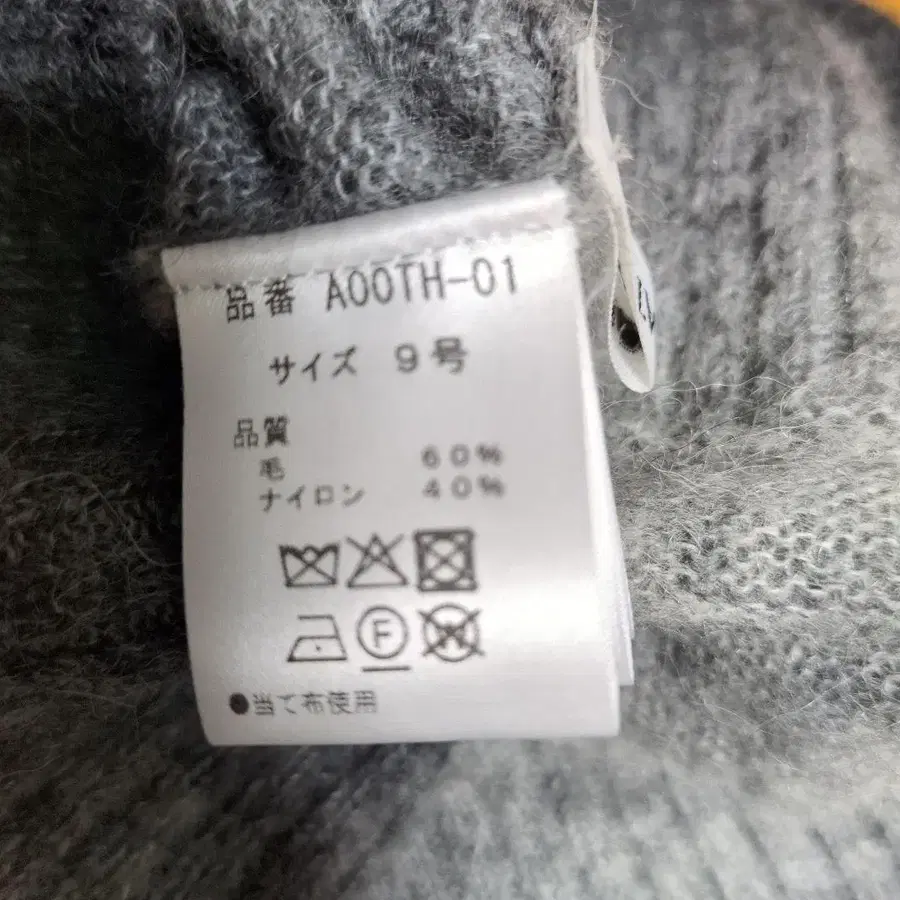 品番 A00TH-01
サイズ 9号
品質
毛 60%
ナイロン 40%
F
●当て布使用